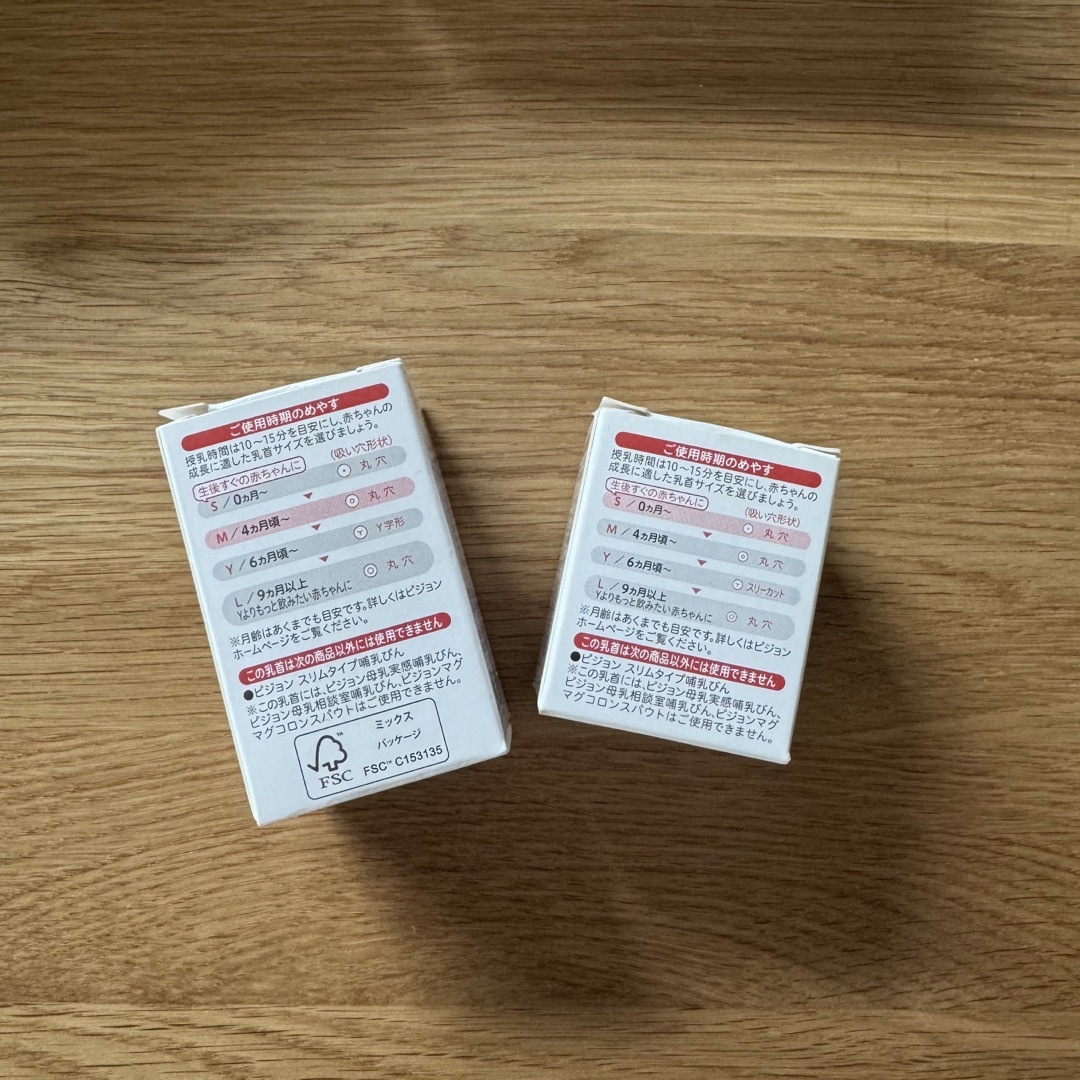 ご使用時期のめやす
授乳時間は10〜15分を目安にし、赤ちゃんの
成長に適した乳首サイズを選びましょう。
生後すぐの赤ちゃんに
(吸い穴形状)
S / 0ヵ月〜 丸穴
M / 4ヵ月頃〜 丸穴
Y / 6ヵ月頃〜 Y字形
L / 9ヵ月以上 丸穴
Yよりもっと飲みたい赤ちゃんに
※月齢はあくまでも目安です。詳しくはピジョン
ホームページをご覧ください。
この乳首は次の商品以外には使用できません
●ピジョン スリムタイプ哺乳びん
※この乳首には、ピジョン母乳実感哺乳びん、
ピジョン母乳相談室哺乳びん、ピジョンマグ
マグコロンスパウトはご使用できません。
FSC™
ミックス
パッケージ
FSC™ C153135
ご使用時期のめやす
授乳時間は10〜15分を目安にし、赤ちゃんの
成長に適した乳首サイズを選びましょう。
生後すぐの赤ちゃんに
(吸い穴形状)
S / 0ヵ月〜 丸穴
M / 4ヵ月頃〜 丸穴
Y / 6ヵ月頃〜 スリーカット
L / 9ヵ月以上 丸穴
Yよりもっと飲みたい赤ちゃんに
※月齢はあくまでも目安です。詳しくはピジョン
ホームページをご覧ください。
この乳首は次の商品以外には使用できません
●ピジョン スリムタイプ哺乳びん
※この乳首には、ピジョン母乳実感哺乳びん、
ピジョン母乳相談室哺乳びん、ピジョンマグ
マグコロンスパウトはご使用できません。